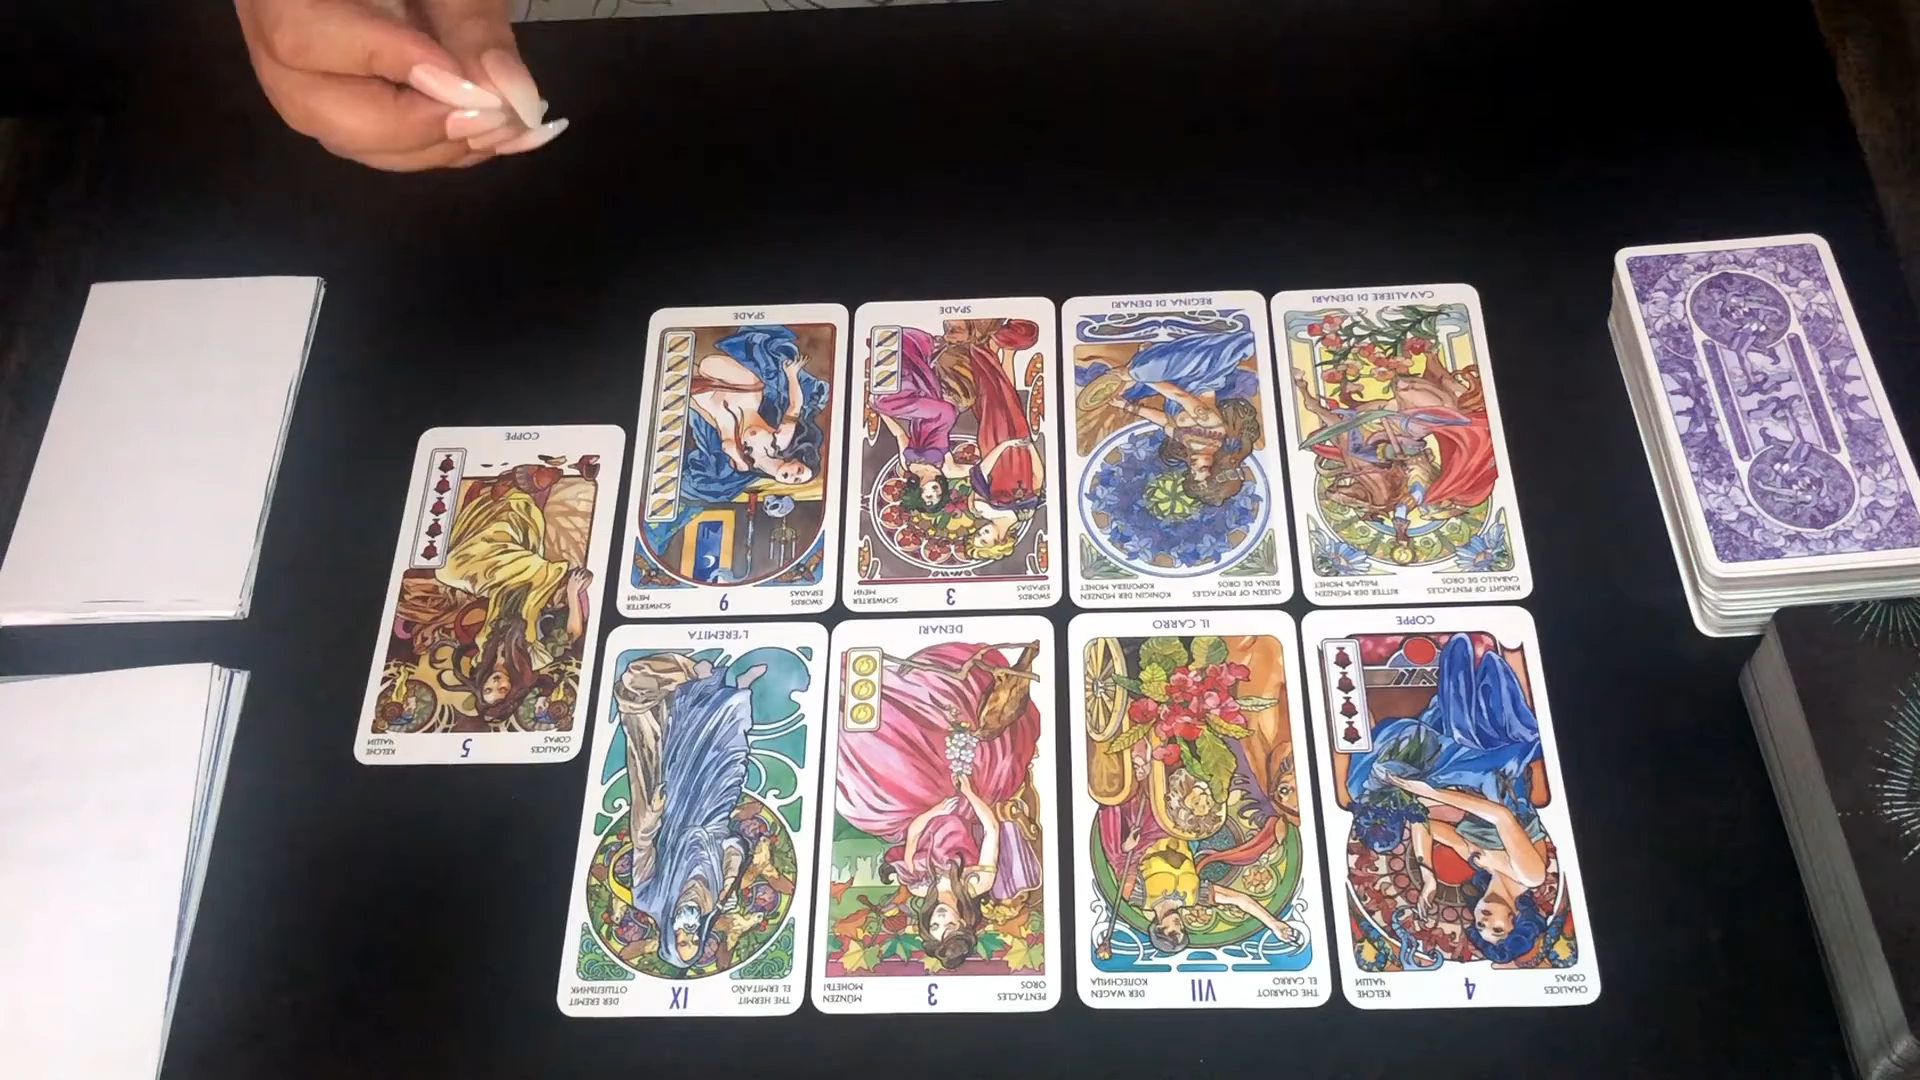 SWORDS 9 SCHWERTER
ESPADAS МЕЧИ
SPADE
SWORDS 3 SCHWERTER
ESPADAS МЕЧИ
SPADE
QUEEN OF PENTACLES KÖNIGIN DER MÜNZEN
REINA DE OROS КОРОЛЕВА МОНЕТ
REGINA DI DENARI
KNIGHT OF PENTACLES RITTER DER MÜNZEN
CABALLO DE OROS РЫЦАРЬ МОНЕТ
CAVALIERE DI DENARI
CHALICES 5 KELCHE
COPAS ЧАШИ
COPPE
THE HERMIT IX DER EREMIT
EL ERMITAÑO ОТШЕЛЬНИК
L'EREMITA
PENTACLES 3 MÜNZEN
OROS МОНЕТЫ
DENARI
THE CHARIOT VII DER WAGEN
EL CARRO КОЛЕСНИЦА
IL CARRO
CHALICES 4 KELCHE
COPAS ЧАШИ
COPPE